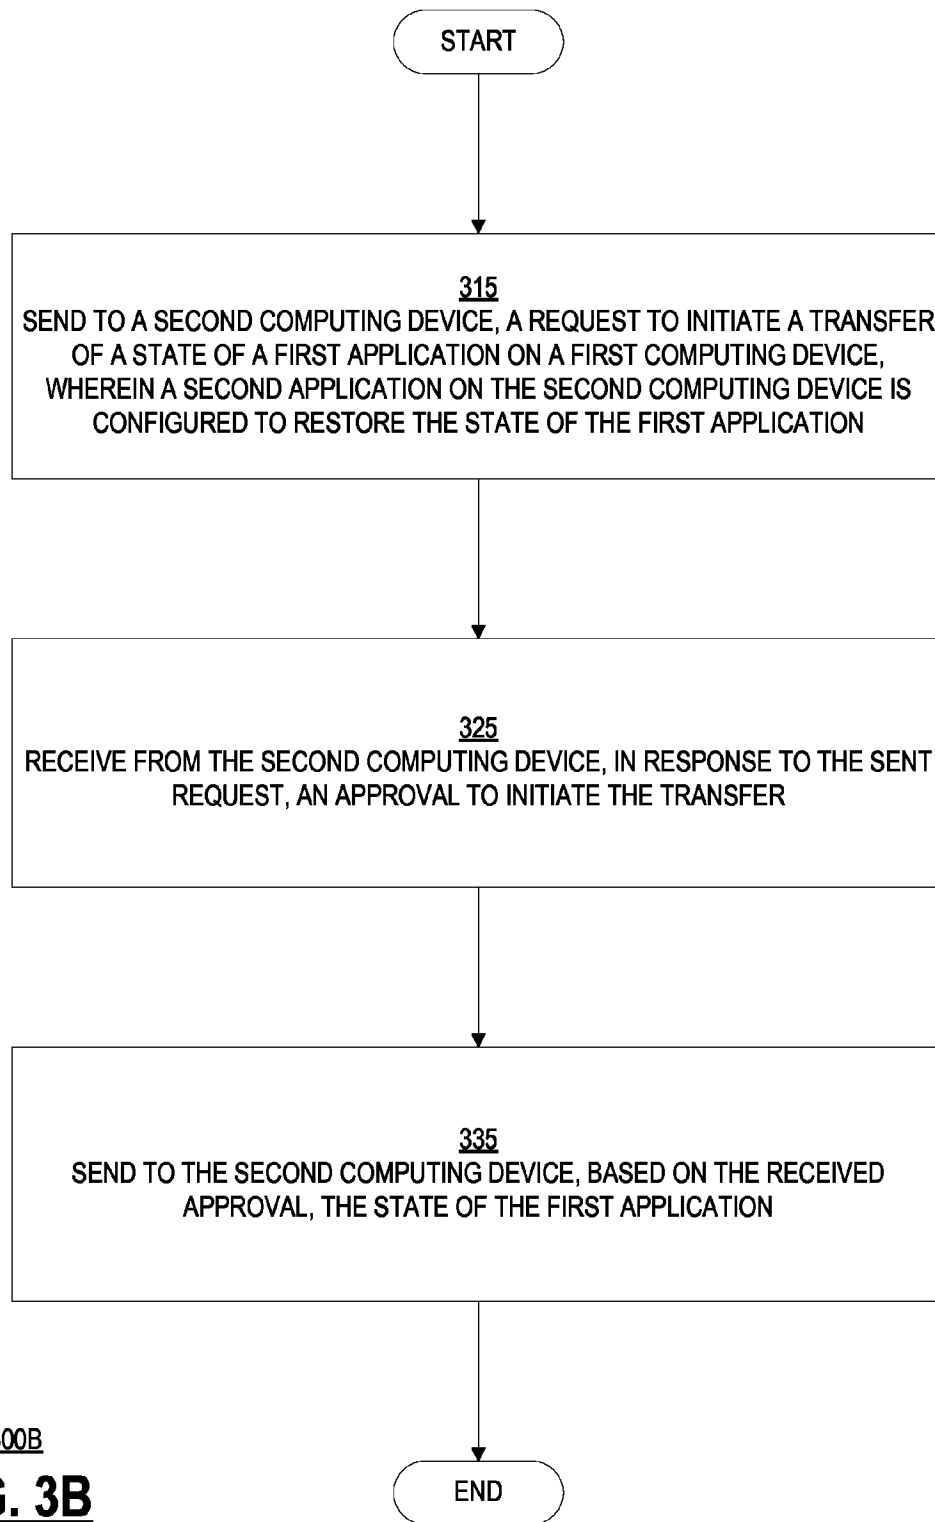 START
315
SEND TO A SECOND COMPUTING DEVICE, A REQUEST TO INITIATE A TRANSFER
OF A STATE OF A FIRST APPLICATION ON A FIRST COMPUTING DEVICE,
WHEREIN A SECOND APPLICATION ON THE SECOND COMPUTING DEVICE IS
CONFIGURED TO RESTORE THE STATE OF THE FIRST APPLICATION
325
RECEIVE FROM THE SECOND COMPUTING DEVICE, IN RESPONSE TO THE SENT
REQUEST, AN APPROVAL TO INITIATE THE TRANSFER
335
SEND TO THE SECOND COMPUTING DEVICE, BASED ON THE RECEIVED
APPROVAL, THE STATE OF THE FIRST APPLICATION
END
00B
G. 3B